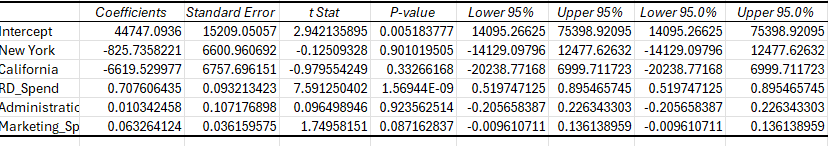 Coefficients Standard Error t Stat P-value Lower 95% Upper 95% Lower 95.0% Upper 95.0%
Intercept 44747.0936 15209.05057 2.942135895 0.005183777 14095.26625 75398.92095 14095.26625 75398.92095
New York -825.7358221 6600.960692 -0.12509328 0.901019505 -14129.09796 12477.62632 -14129.09796 12477.62632
California -6619.529977 6757.696151 -0.979554249 0.33266168 -20238.77168 6999.711723 -20238.77168 6999.711723
RD_Spend 0.707606435 0.093213423 7.591250402 1.56944E-09 0.519747125 0.895465745 0.519747125 0.895465745
Administratic 0.010342458 0.107176898 0.096498946 0.923562514 -0.205658387 0.226343303 -0.205658387 0.226343303
Marketing_Sp 0.063264124 0.036159575 1.74958151 0.087162837 -0.009610711 0.136138959 -0.009610711 0.136138959